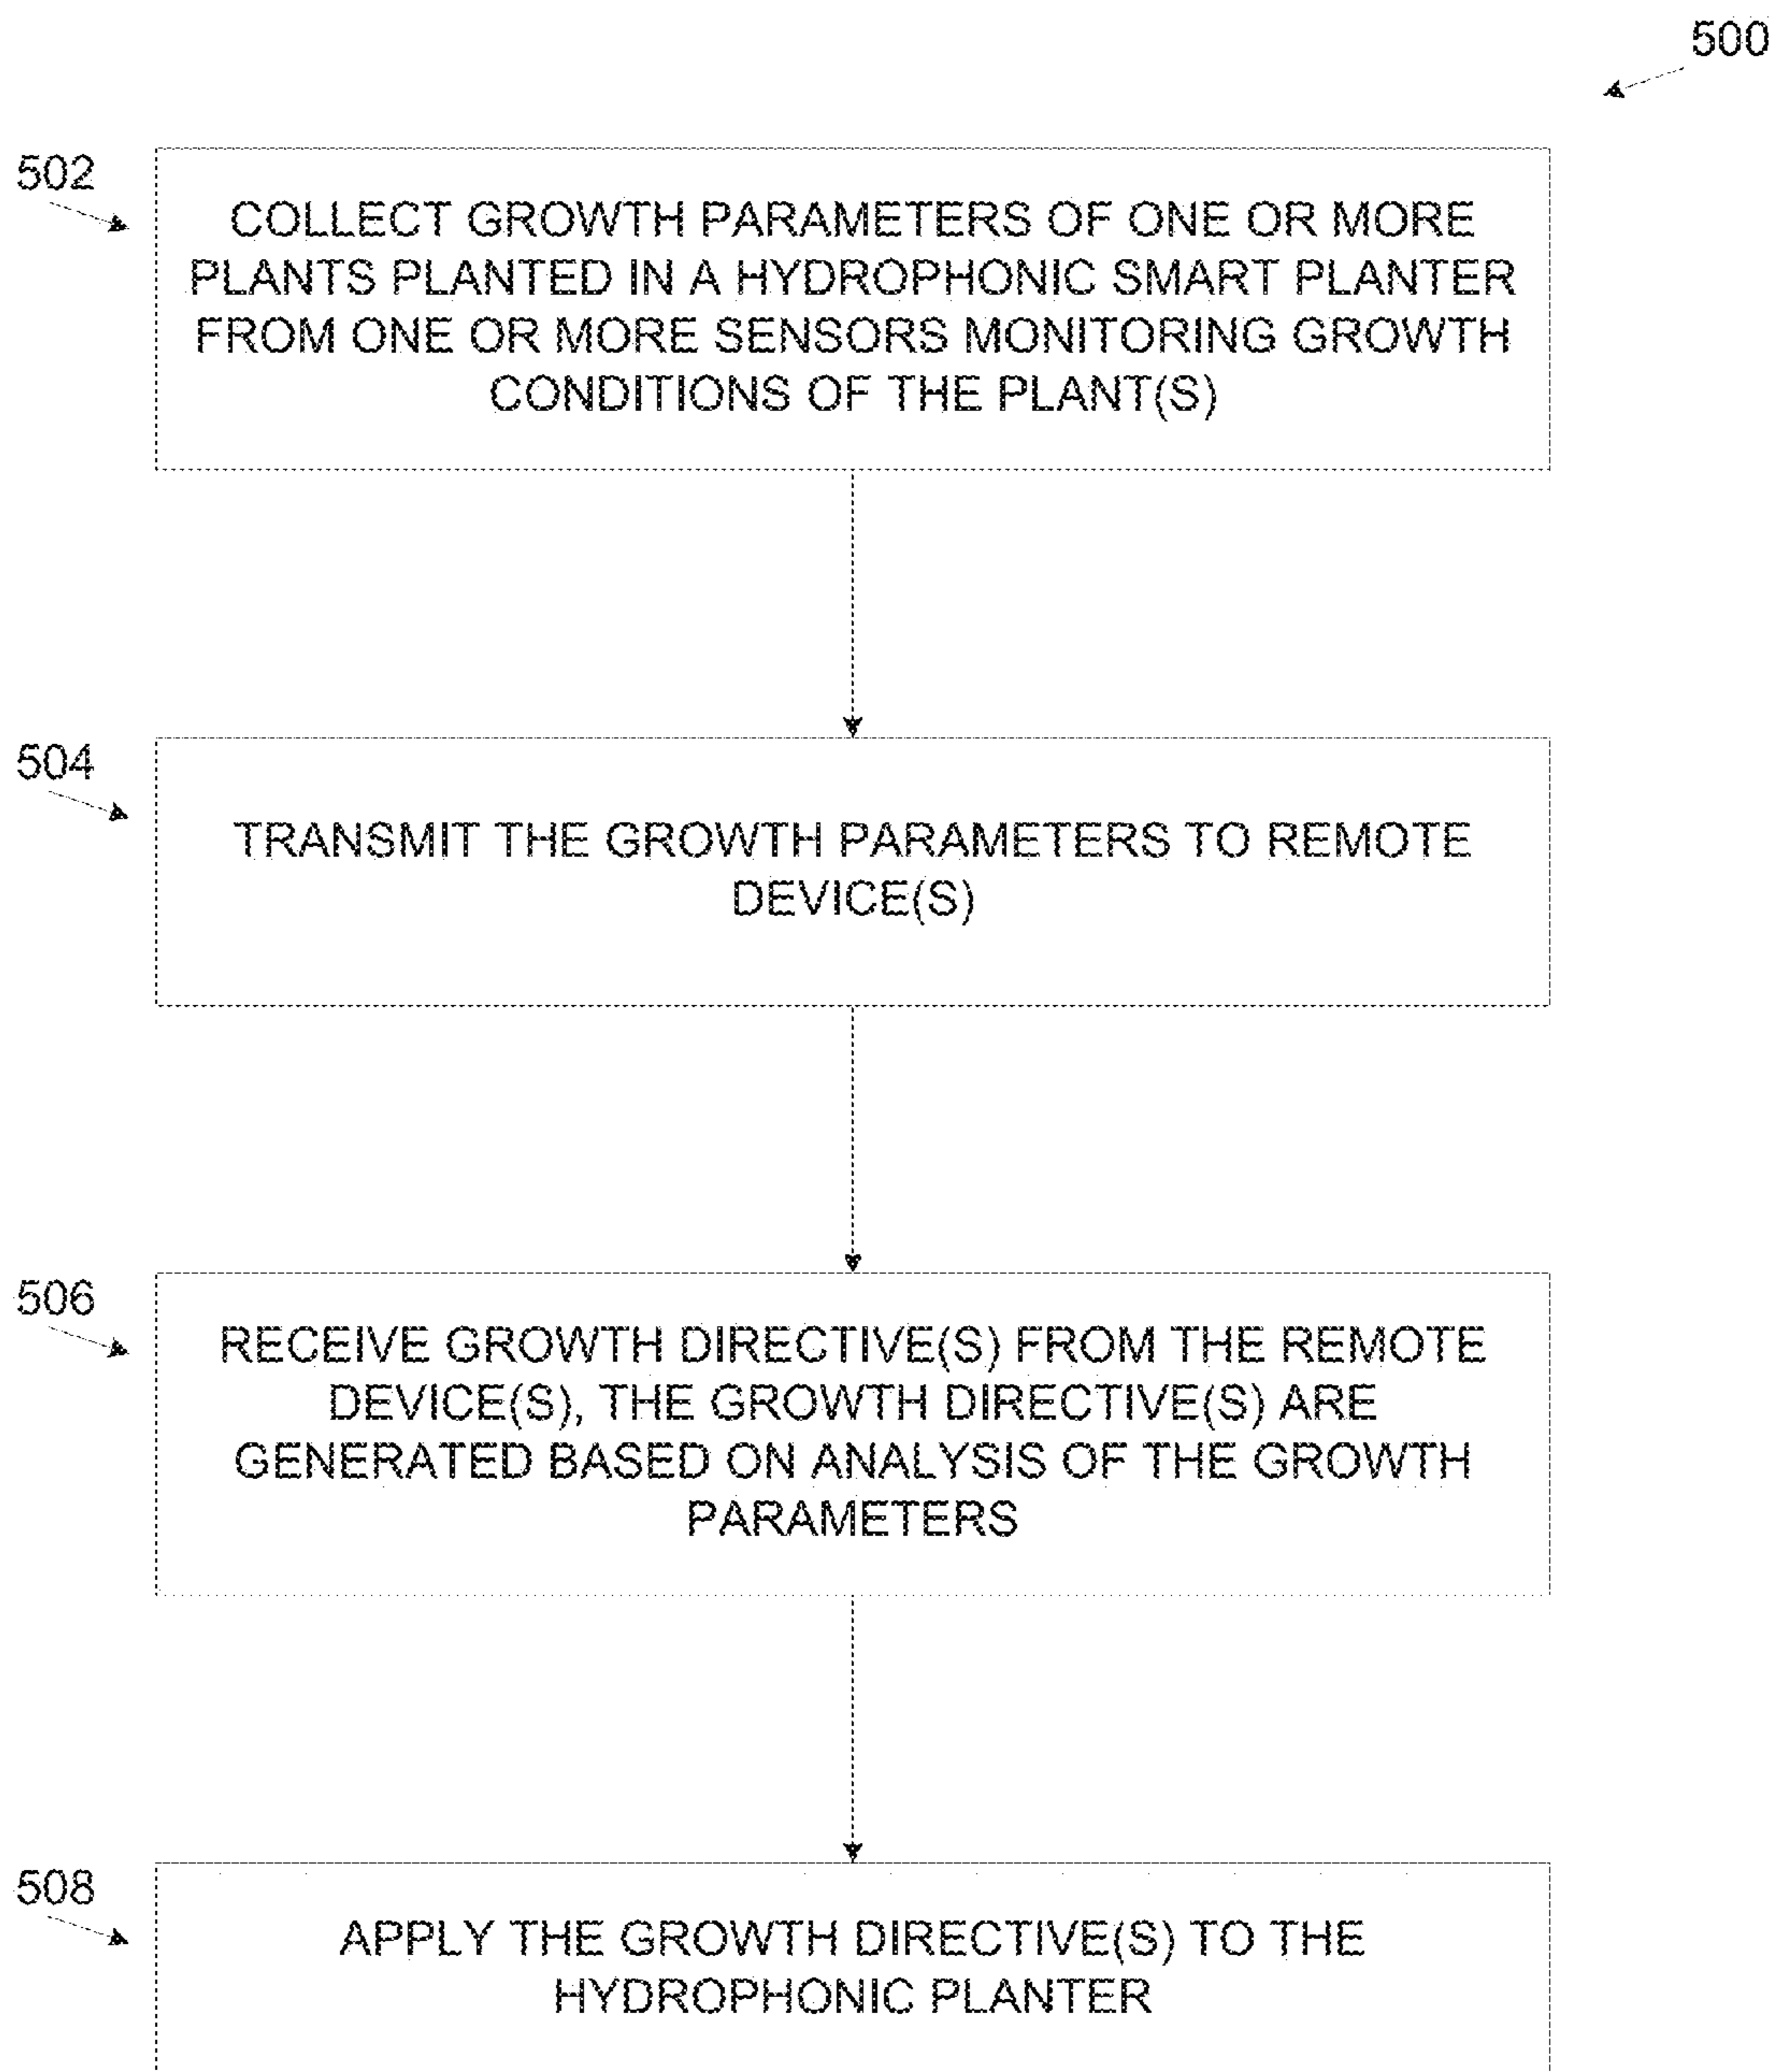 500
502
COLLECT GROWTH PARAMETERS OF ONE OR MORE
PLANTS PLANTED IN A HYDROPHONIC SMART PLANTER
FROM ONE OR MORE SENSORS MONITORING GROWTH
CONDITIONS OF THE PLANT(S)
504
TRANSMIT THE GROWTH PARAMETERS TO REMOTE
DEVICE(S)
506
RECEIVE GROWTH DIRECTIVE(S) FROM THE REMOTE
DEVICE(S), THE GROWTH DIRECTIVE(S) ARE
GENERATED BASED ON ANALYSIS OF THE GROWTH
PARAMETERS
508
APPLY THE GROWTH DIRECTIVE(S) TO THE
HYDROPHONIC PLANTER